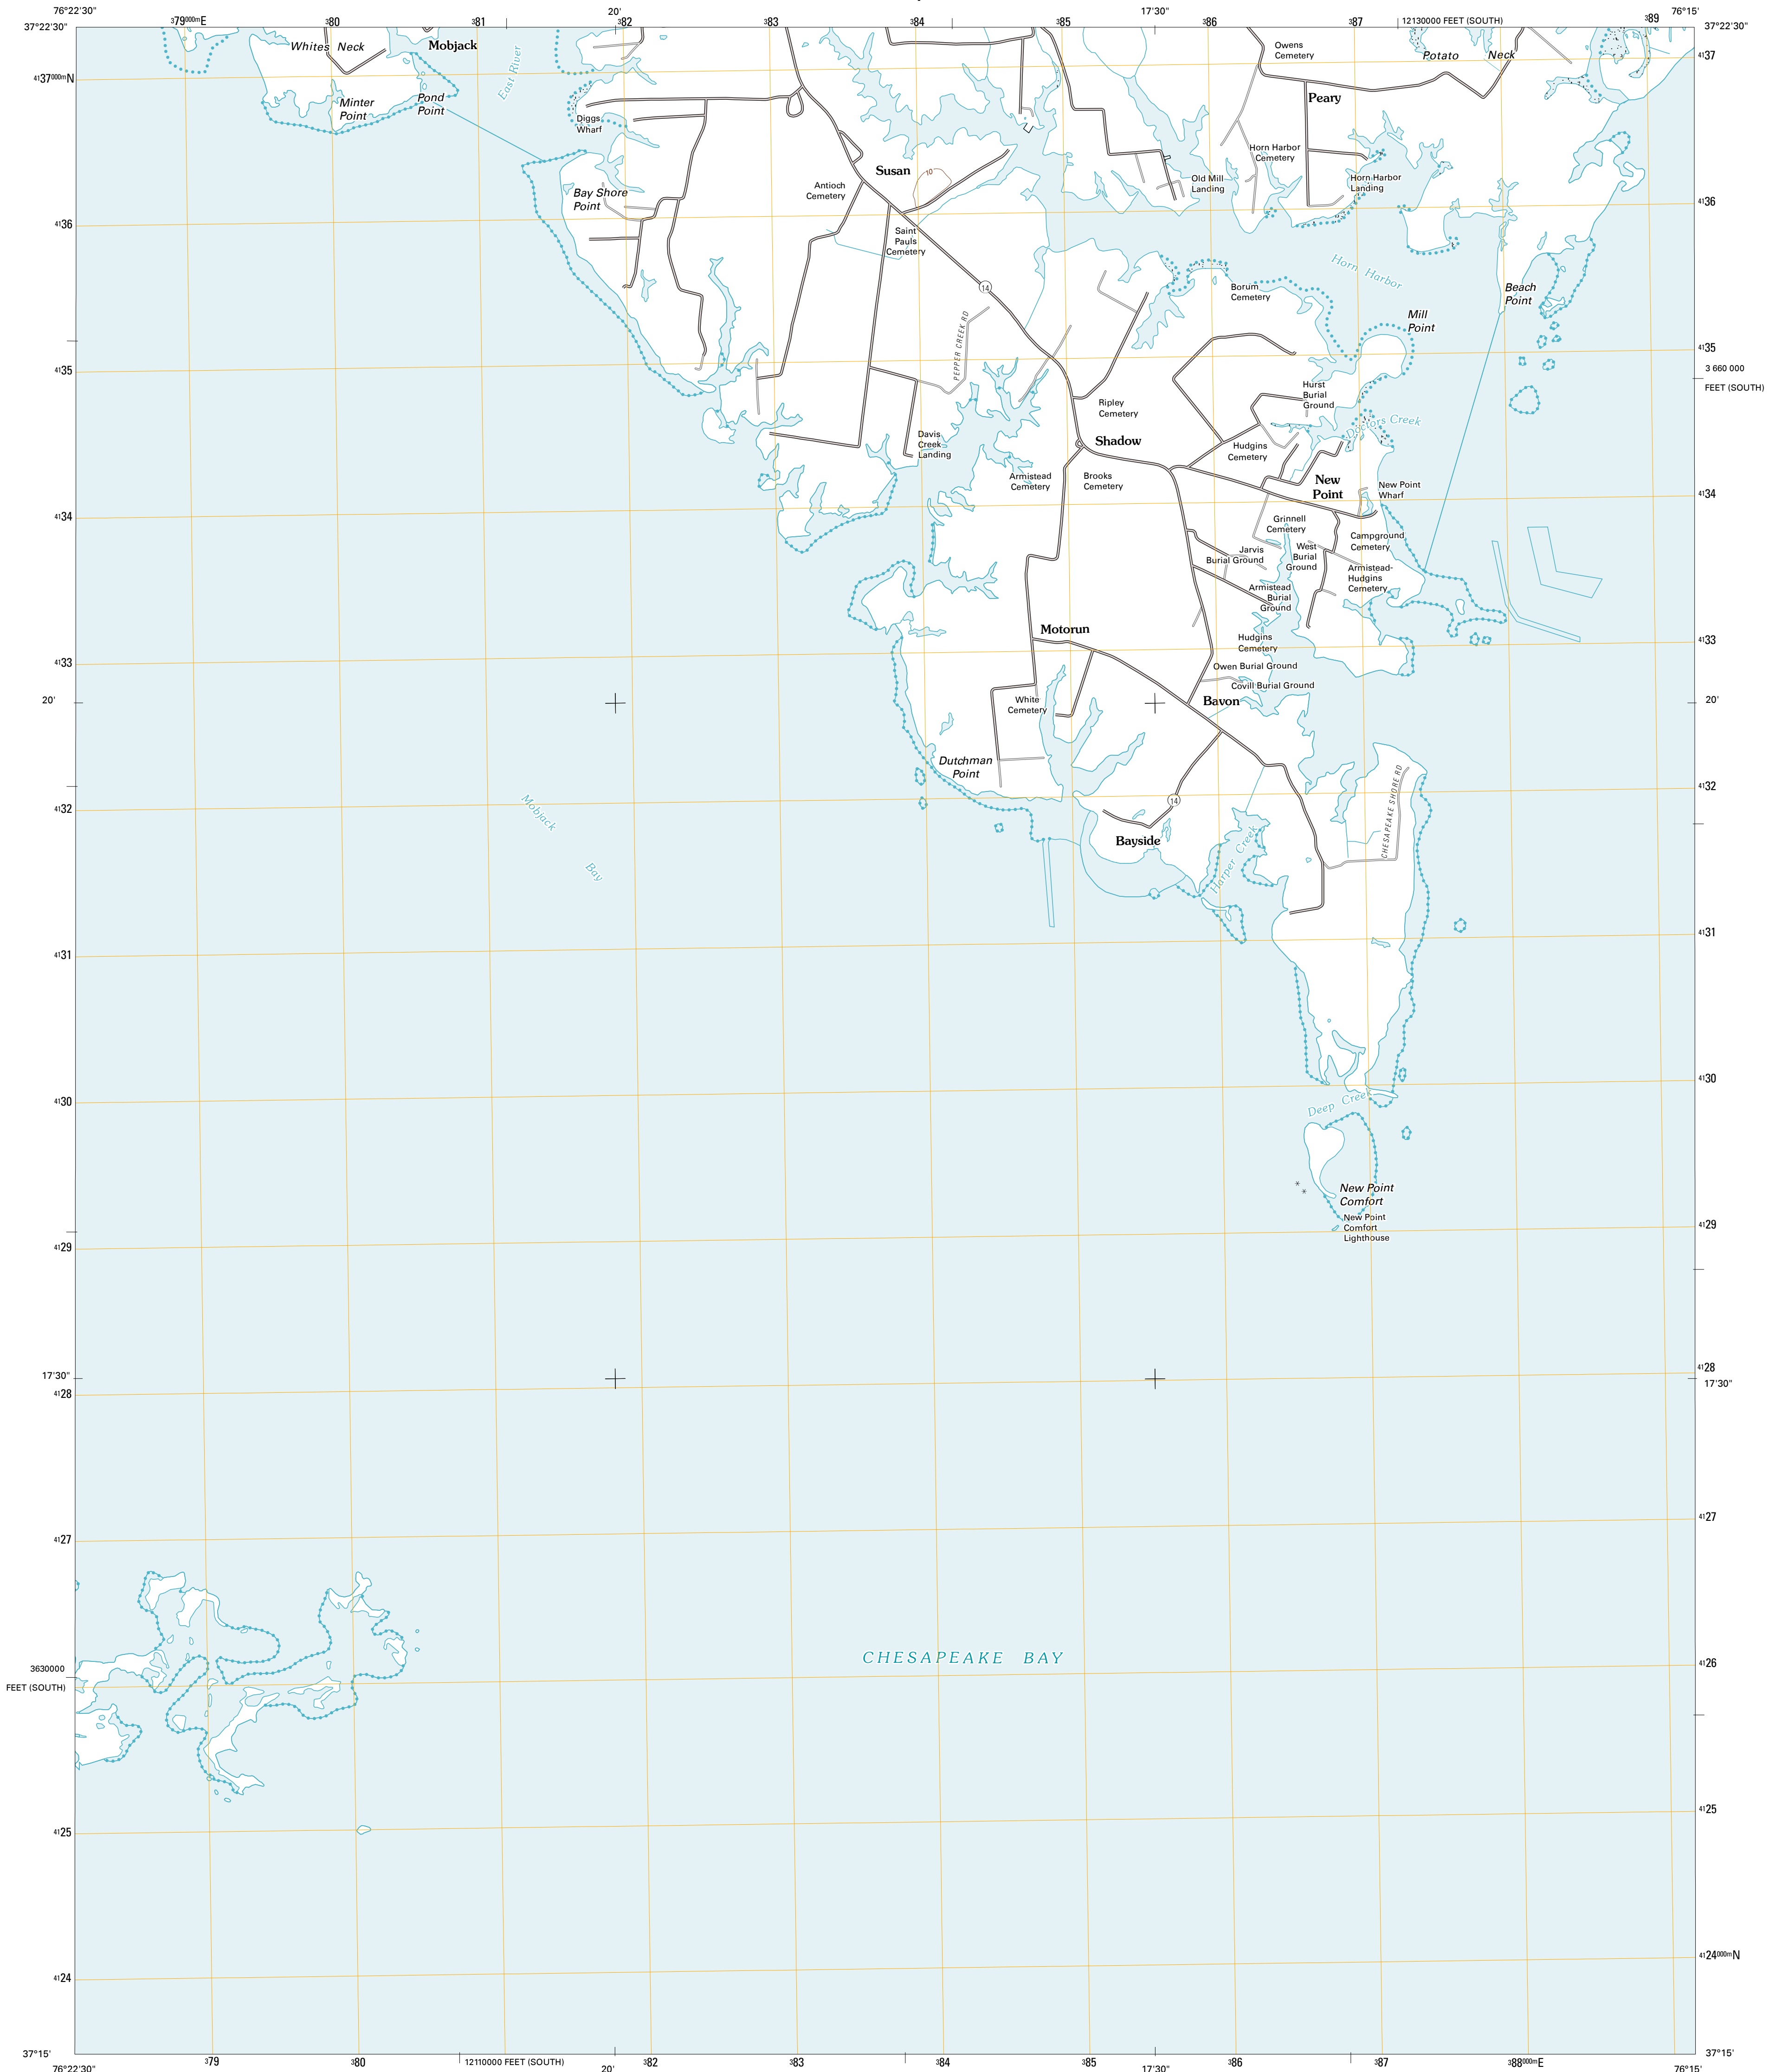 76°22'30"
379000mE
380
381
20'
382
383
384
385
17'30"
386
387
12130000 FEET (SOUTH)
389
76°15'
37°22'30"
37°22'30"
Whites Neck
Mobjack
East River
Owens
Cemetery
Potato Neck
4137000mN
4137
Minter
Point
Pond
Point
Diggs
Wharf
Peary
Susan
10
Horn Harbor
Cemetery
Antioch
Cemetery
Bay Shore
Point
Old Mill
Landing
Horn Harbor
Landing
4136
4136
Saint
Pauls
Cemetery
Horn Harbor
14
Borum
Cemetery
Beach
Point
Mill
Point
PEPPER CREEK RD
4135
4135
3 660 000
FEET (SOUTH)
Hurst
Burial
Ground
Ripley
Cemetery
Doctors Creek
Davis
Creek
Landing
Shadow
Hudgins
Cemetery
Armistead
Cemetery
Brooks
Cemetery
New
Point
New Point
Wharf
4134
4134
Grinnell
Cemetery
Campground
Cemetery
Jarvis
Burial Ground
West
Burial
Ground
Armistead-
Hudgins
Cemetery
Armistead
Burial
Ground
Motorun
Hudgins
Cemetery
4133
4133
Owen Burial Ground
Covill Burial Ground
White
Cemetery
Bavon
20'
20'
Dutchman
Point
CHESAPEAKE SHORE RD
4132
4132
Mobjack
Bay
14
Bayside
Harper Creek
4131
4131
4130
4130
Deep Creek
New Point
Comfort
New Point
Comfort
Lighthouse
4129
4129
17'30"
4128
4128
17'30"
4127
4127
CHESAPEAKE BAY
3630000
FEET (SOUTH)
4126
4125
4125
4124
4124000mN
37°15'
37°15'
76°22'30"
379
380
12110000 FEET (SOUTH)
20'
382
383
384
385
17'30"
386
387
388000mE
76°15'